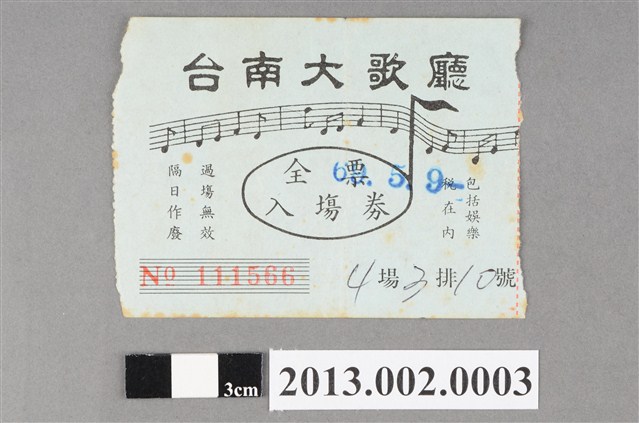 台南大歌廳
過場無效
隔日作廢
全票
入場券
69.5.9
包括娛樂
稅在內
No 111566
4場3排10號
3cm
2013.002.0003